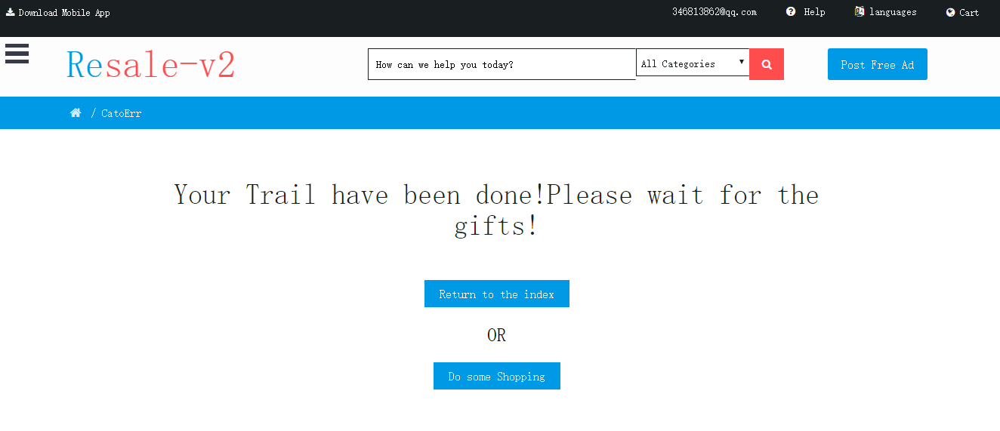 Download Mobile App
346813862@qq.com
Help
languages
Cart
Resale-v2
How can we help you today?
All Categories
Post Free Ad
/ CatoErr
Your Trail have been done!Please wait for the
gifts!
Return to the index
OR
Do some Shopping